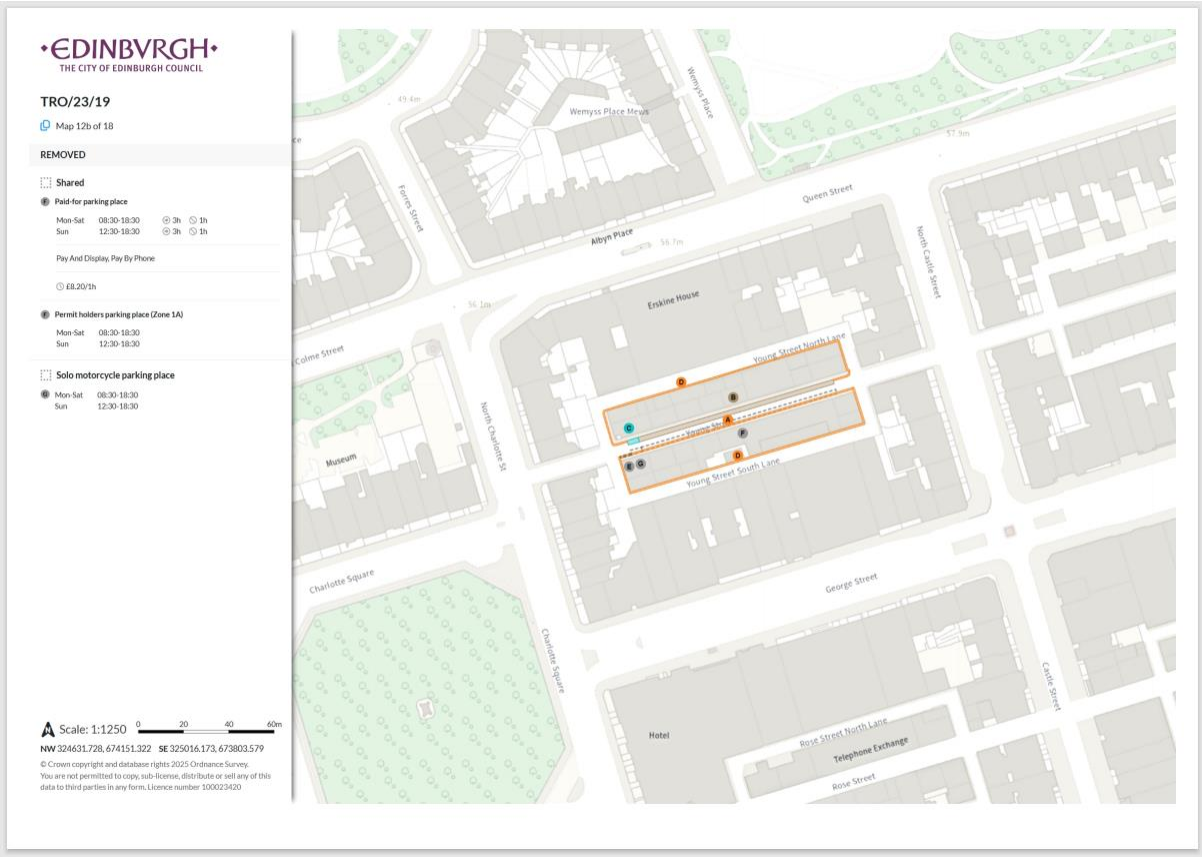 EDINBVRGH
THE CITY OF EDINBURGH COUNCIL
TRO/23/19
Map 12b of 18
REMOVED
Shared
F Paid-for parking place
Mon-Sat 08:30-18:30 3h 1h
Sun 12:30-18:30 3h 1h
Pay And Display, Pay By Phone
£8.20/1h
F Permit holders parking place (Zone 1A)
Mon-Sat 08:30-18:30
Sun 12:30-18:30
Solo motorcycle parking place
G Mon-Sat 08:30-18:30
Sun 12:30-18:30
Scale: 1:1250 0 20 40 60m
NW 324631.728, 674151.322 SE 325016.173, 673803.579
© Crown copyright and database rights 2025 Ordnance Survey.
You are not permitted to copy, sub-license, distribute or sell any of this
data to third parties in any form. Licence number 100023420
49.4m
Wemyss Place Mews
Wemyss Place
57.9m
ce
Forres Street
Queen Street
Albyn Place
56.7m
North Castle Street
Erskine House
56.1m
Colme Street
Young Street North Lane
D
B
C
A
Young Str
F
North Charlotte St
Museum
E
G
D
Young Street South Lane
Charlotte Square
George Street
Charlotte Square
Castle Street
Hotel
Rose Street North Lane
Telephone Exchange
Rose Street